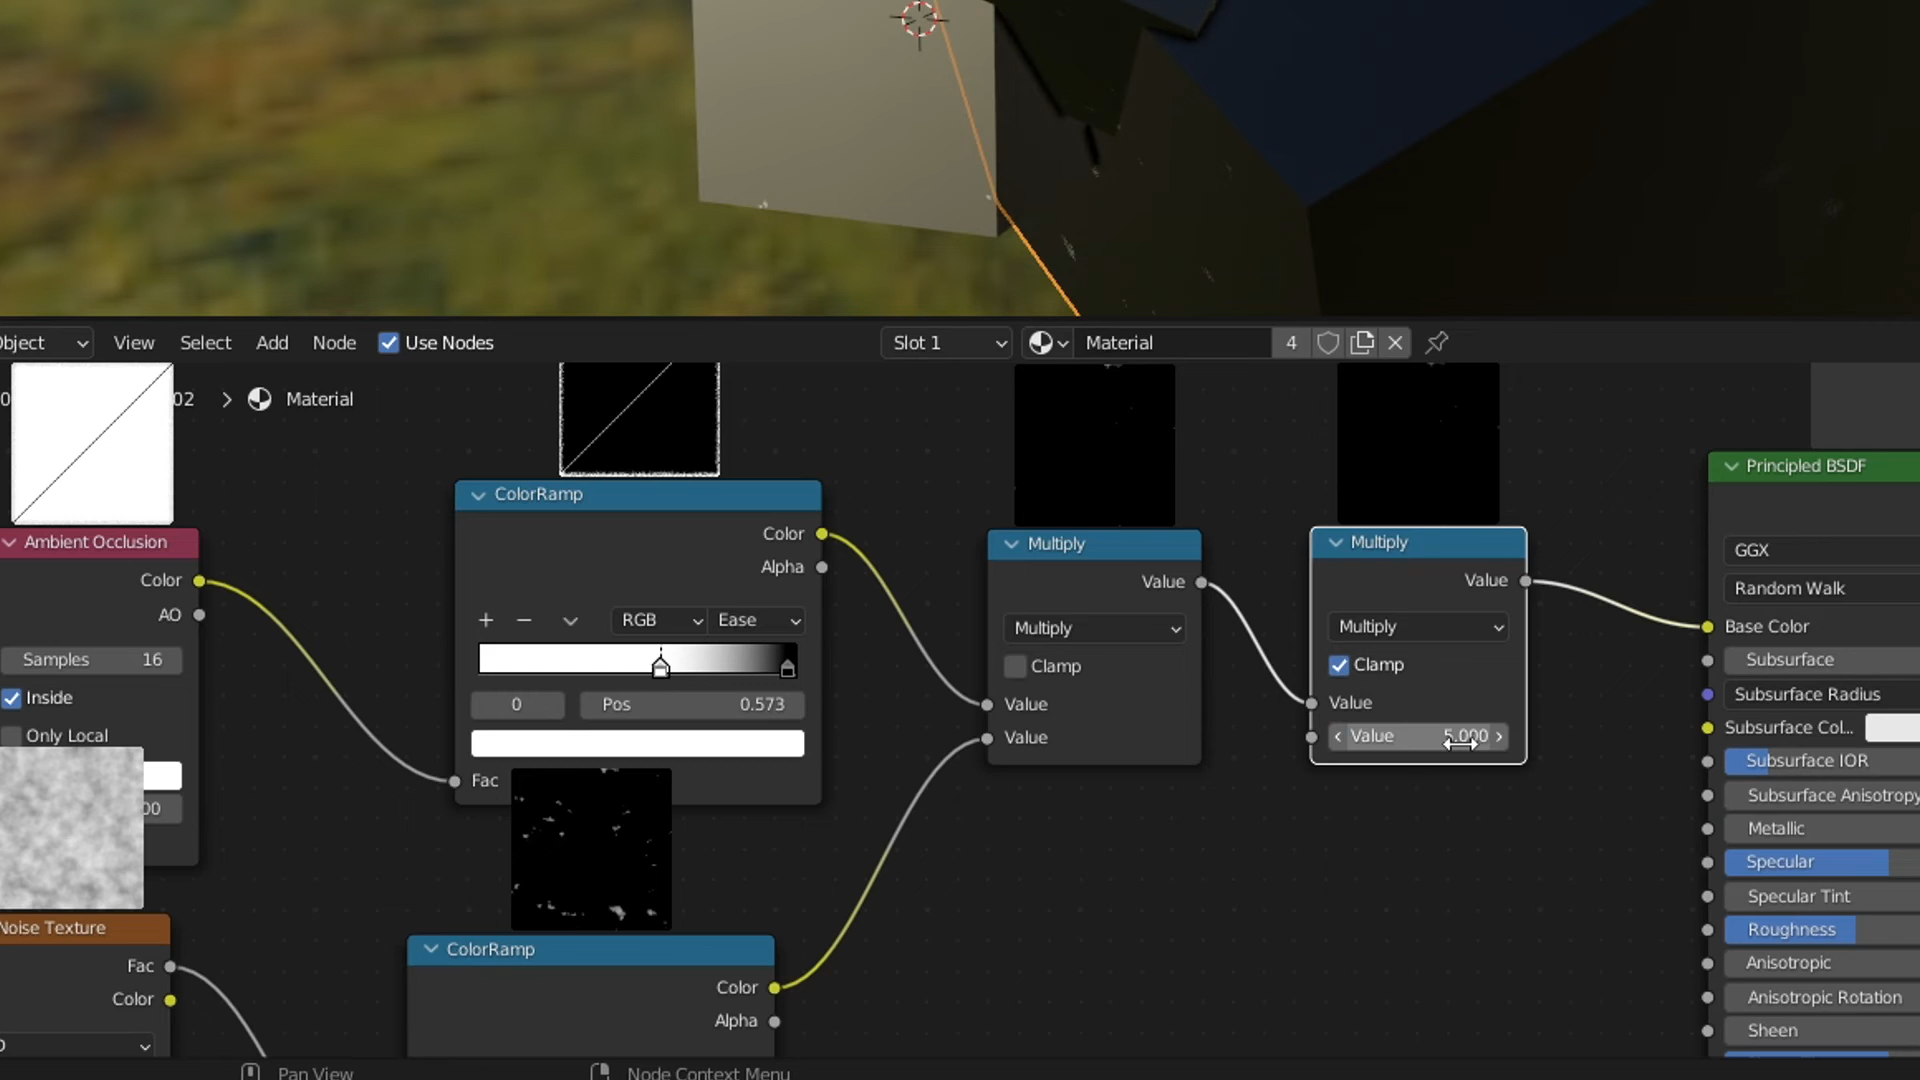 Object View Select Add Node Use Nodes Slot 1 Material 4
02 > Material
Ambient Occlusion
Color
AO
Samples 16
Inside
Only Local
00
Noise Texture
Fac
Color
D
ColorRamp
Color
Alpha
+ − RGB Ease
0 Pos 0.573
Fac
ColorRamp
Color
Alpha
Multiply
Value
Multiply
Clamp
Value
Value
Multiply
Value
Multiply
Clamp
Value
Value 5.000
Principled BSDF
GGX
Random Walk
Base Color
Subsurface
Subsurface Radius
Subsurface Col...
Subsurface IOR
Subsurface Anisotropy
Metallic
Specular
Specular Tint
Roughness
Anisotropic
Anisotropic Rotation
Sheen
Pan View Node Context Menu